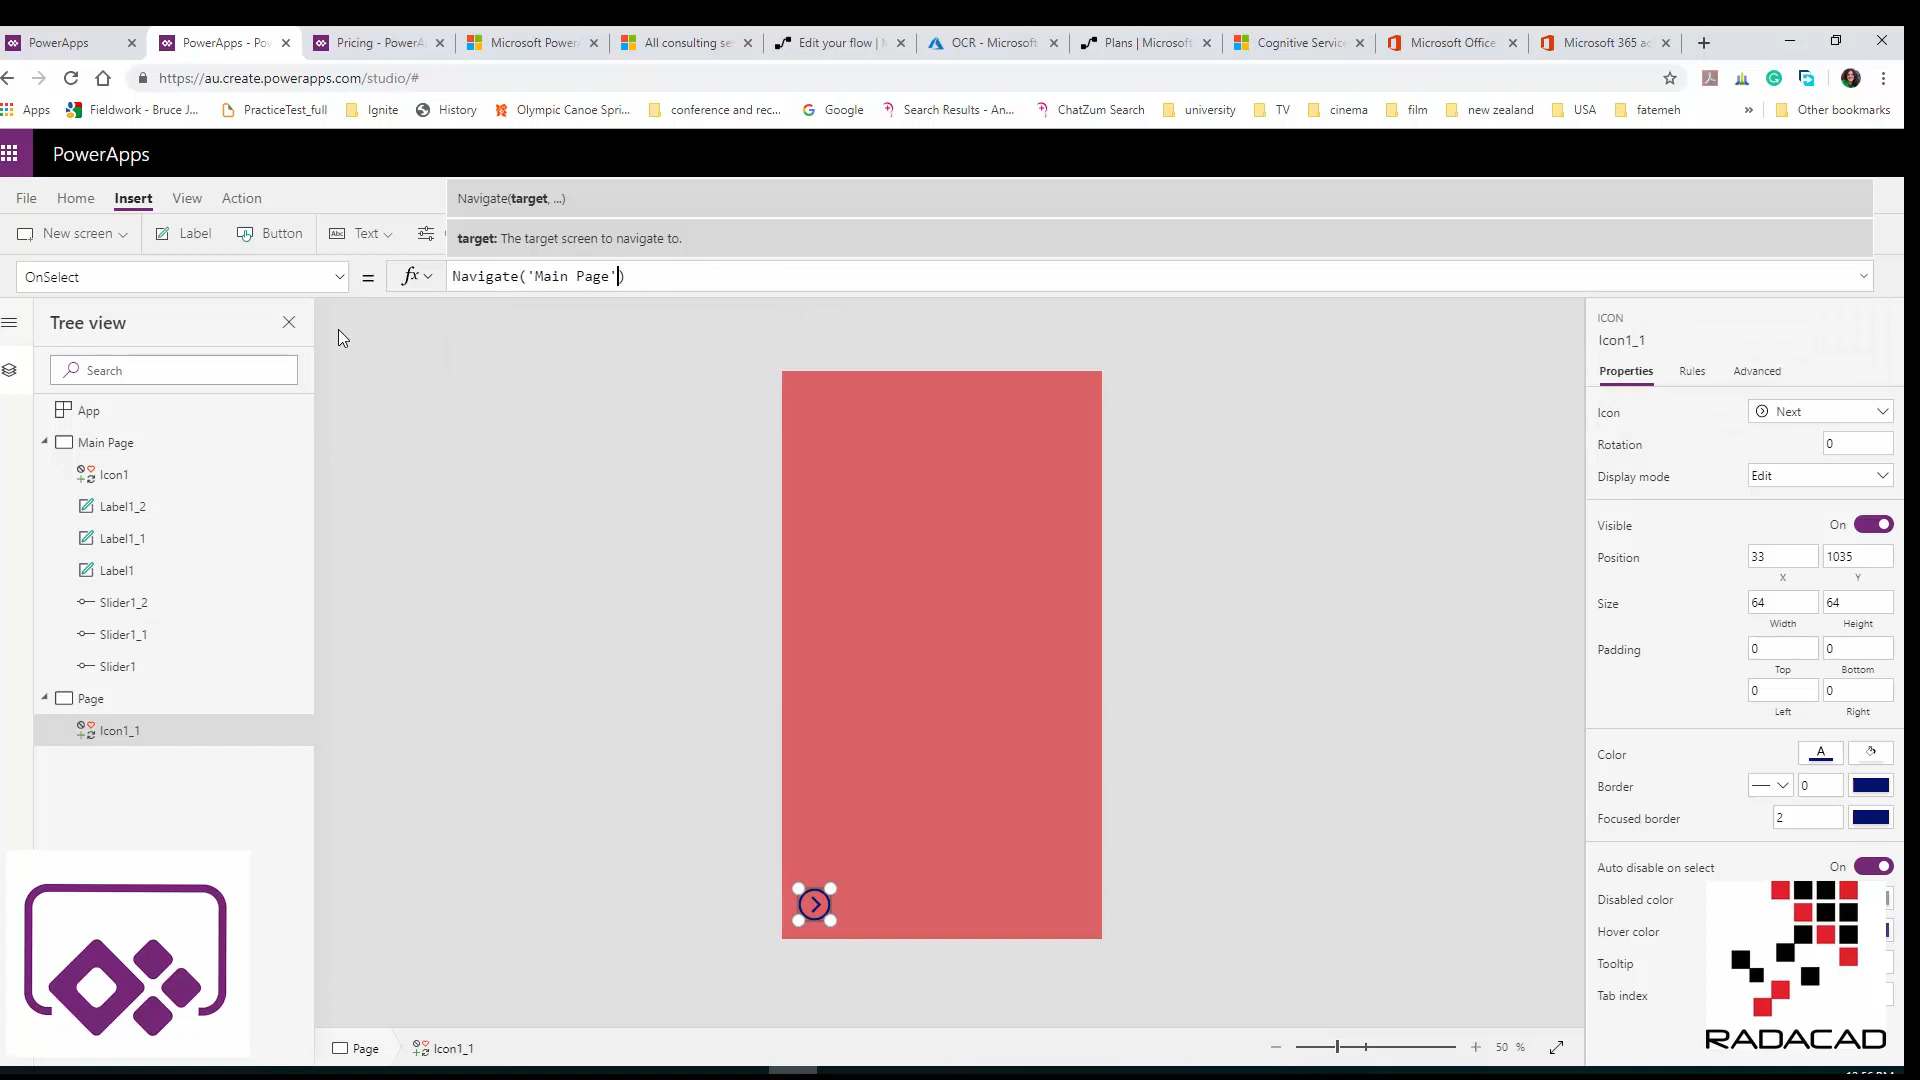 PowerApps
PowerApps - Pow
Pricing - PowerA
Microsoft Power
All consulting se
Edit your flow | M
OCR - Microsoft
Plans | Microsoft
Cognitive Service
Microsoft Office
Microsoft 365 ac
https://au.create.powerapps.com/studio/#
Apps
Fieldwork - Bruce J...
PracticeTest_full
Ignite
History
Olympic Canoe Spri...
conference and rec...
Google
Search Results - An...
ChatZum Search
university
TV
cinema
film
new zealand
USA
fatemeh
»
Other bookmarks
PowerApps
File
Home
Insert
View
Action
Navigate(target, ...)
New screen
Label
Button
Abc
Text
target: The target screen to navigate to.
OnSelect
=
fx
Navigate('Main Page')
Tree view
Search
App
Main Page
Icon1
Label1_2
Label1_1
Label1
Slider1_2
Slider1_1
Slider1
Page
Icon1_1
ICON
Icon1_1
Properties
Rules
Advanced
Icon
Next
Rotation
0
Display mode
Edit
Visible
On
Position
33
1035
X
Y
Size
64
64
Width
Height
Padding
0
0
Top
Bottom
0
0
Left
Right
Color
A
Border
0
Focused border
2
Auto disable on select
On
Disabled color
Hover color
Tooltip
Tab index
RADACAD
Page
Icon1_1
50 %